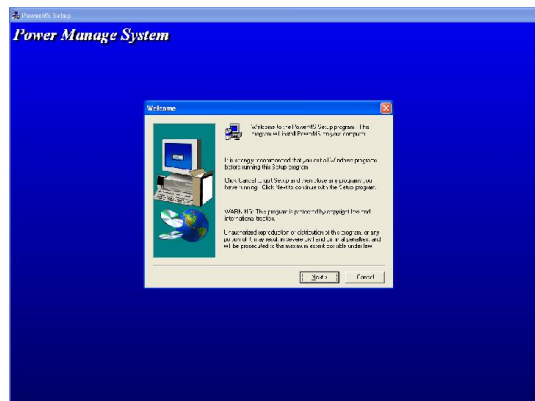 PowerMS Setup
Power Manage System
Welcome
Welcome to the PowerMS Setup program. This
program will install PowerMS on your computer.
It is strongly recommended that you exit all Windows programs
before running this Setup program.
Click Cancel to quit Setup and then close any programs you
have running. Click Next to continue with the Setup program.
WARNING: This program is protected by copyright law and
international treaties.
Unauthorized reproduction or distribution of this program, or any
portion of it, may result in severe civil and criminal penalties, and
will be prosecuted to the maximum extent possible under law.
Next >
Cancel